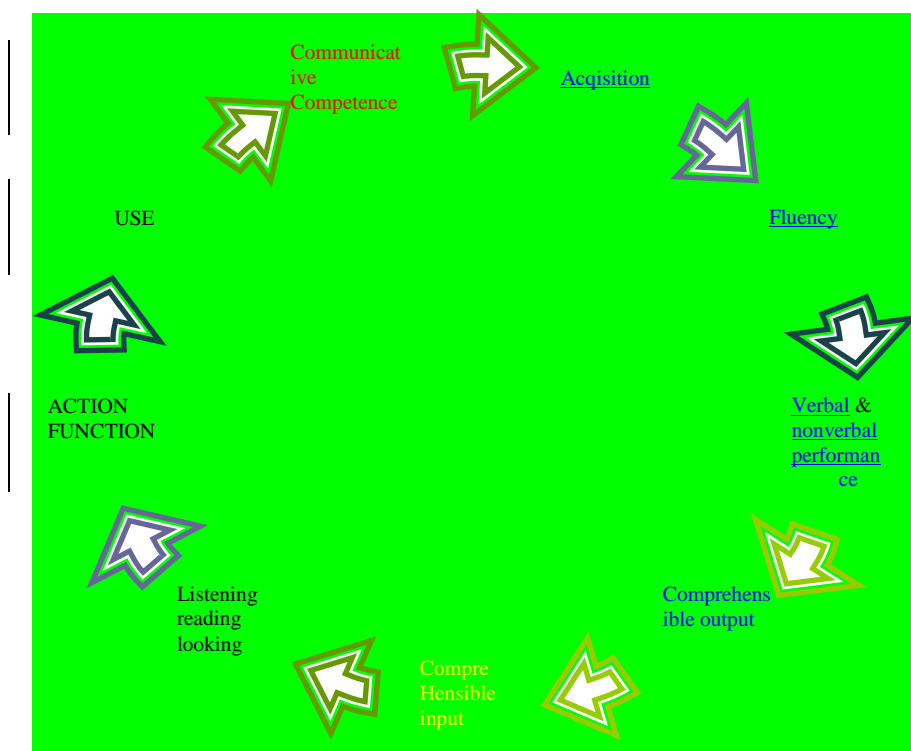 Communicat
ive
Competence
Acqisition
USE
Fluency
ACTION
FUNCTION
Verbal &
nonverbal
performan
ce
Listening
reading
looking
Comprehens
ible output
Compre
Hensible
input